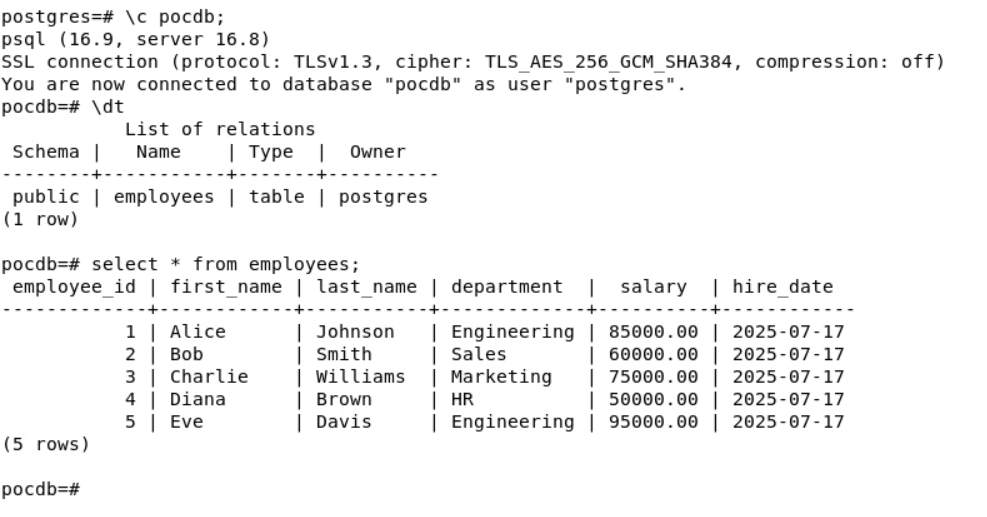 postgres=# \c pocdb;
psql (16.9, server 16.8)
SSL connection (protocol: TLSv1.3, cipher: TLS_AES_256_GCM_SHA384, compression: off)
You are now connected to database "pocdb" as user "postgres".
pocdb=# \dt
           List of relations
 Schema |   Name    | Type  |  Owner
--------+-----------+-------+----------
 public | employees | table | postgres
(1 row)

pocdb=# select * from employees;
 employee_id | first_name | last_name | department  |  salary  | hire_date
-------------+------------+-----------+-------------+----------+------------
           1 | Alice      | Johnson   | Engineering | 85000.00 | 2025-07-17
           2 | Bob        | Smith     | Sales       | 60000.00 | 2025-07-17
           3 | Charlie    | Williams  | Marketing   | 75000.00 | 2025-07-17
           4 | Diana      | Brown     | HR          | 50000.00 | 2025-07-17
           5 | Eve        | Davis     | Engineering | 95000.00 | 2025-07-17
(5 rows)

pocdb=#